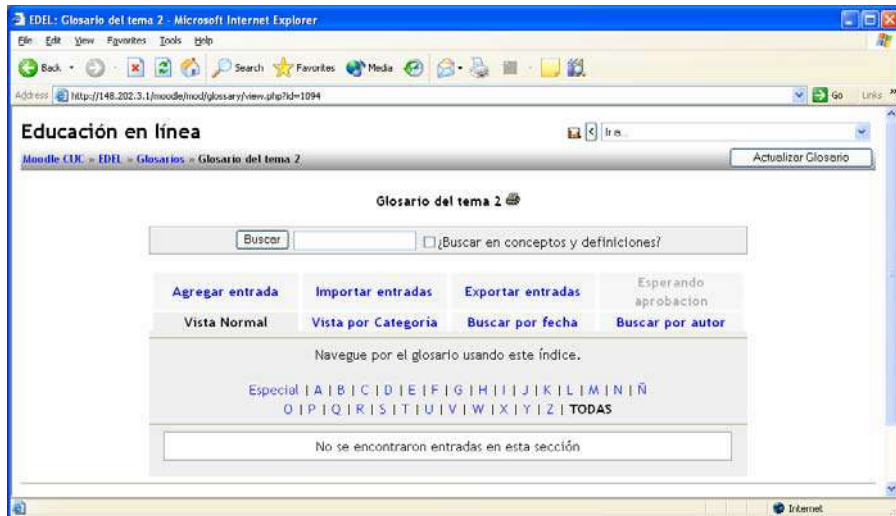 EDEL: Glosario del tema 2 - Microsoft Internet Explorer
File Edit View Favorites Tools Help
Back Search Favorites Media
Address http://148.202.3.1/moodle/mod/glossary/view.php?id=1094 Go Links »
Educación en línea
Ir a...
Moodle CUC » EDEL » Glosarios » Glosario del tema 2
Actualizar Glosario
Glosario del tema 2
Buscar ¿Buscar en conceptos y definiciones?
Agregar entrada Importar entradas Exportar entradas Esperando
aprobacion
Vista Normal Vista por Categoría Buscar por fecha Buscar por autor
Navegue por el glosario usando este índice.
Especial | A | B | C | D | E | F | G | H | I | J | K | L | M | N | Ñ
O | P | Q | R | S | T | U | V | W | X | Y | Z | TODAS
No se encontraron entradas en esta sección
Internet